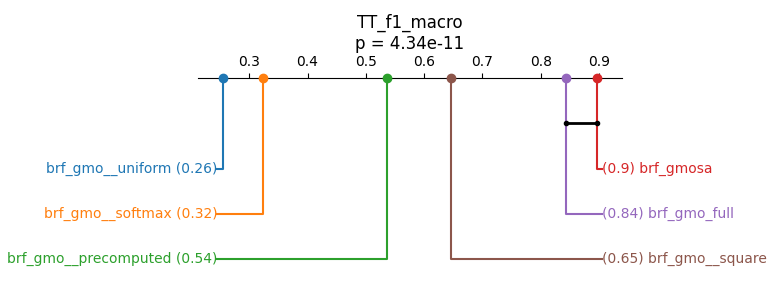 TT_f1_macro
p = 4.34e-11
0.3 0.4 0.5 0.6 0.7 0.8 0.9
brf_gmo__uniform (0.26)
(0.9) brf_gmosa
brf_gmo__softmax (0.32)
(0.84) brf_gmo_full
brf_gmo__precomputed (0.54)
(0.65) brf_gmo__square